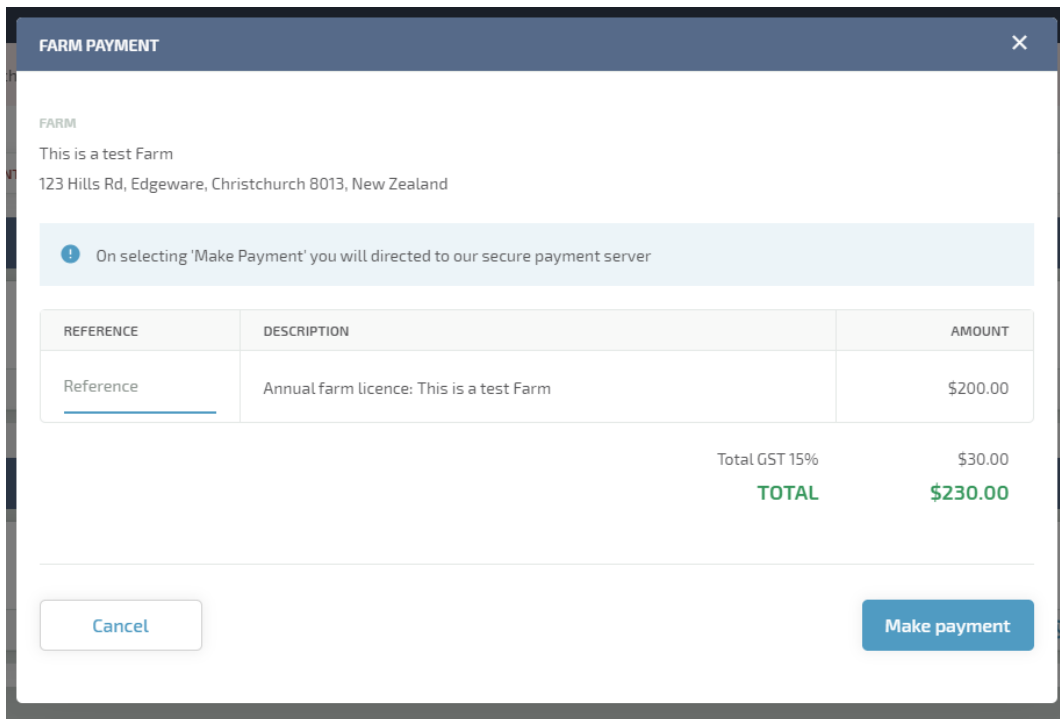 FARM PAYMENT
FARM
This is a test Farm
123 Hills Rd, Edgeware, Christchurch 8013, New Zealand
On selecting 'Make Payment' you will directed to our secure payment server
REFERENCE DESCRIPTION AMOUNT
Reference Annual farm licence: This is a test Farm $200.00
Total GST 15% $30.00
TOTAL $230.00
Cancel Make payment